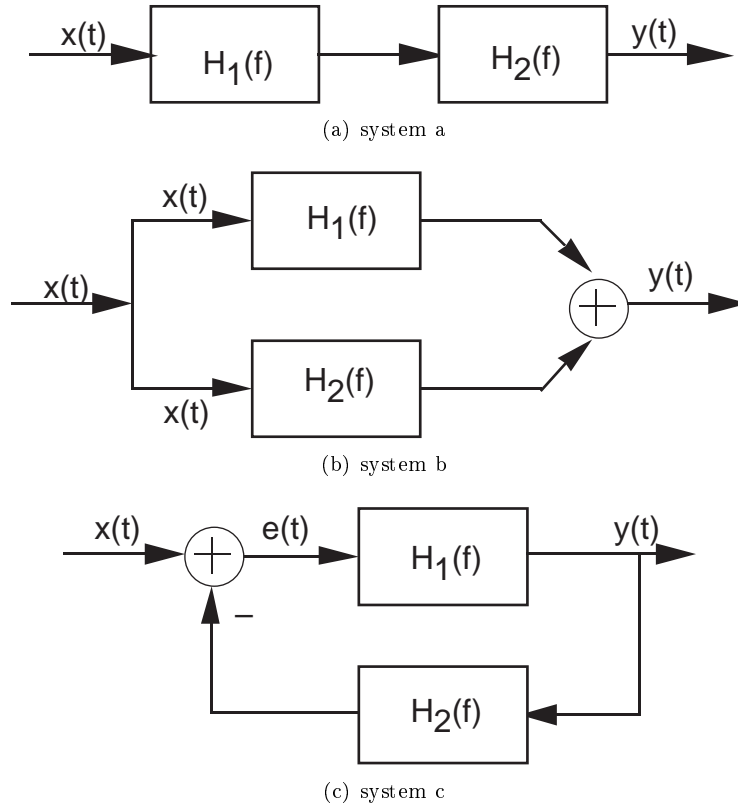 x(t) H1(f) H2(f) y(t)
(a) system a
x(t) H1(f)
x(t) + y(t)
x(t) H2(f)
(b) system b
x(t) + e(t) H1(f) y(t)
–
H2(f)
(c) system c